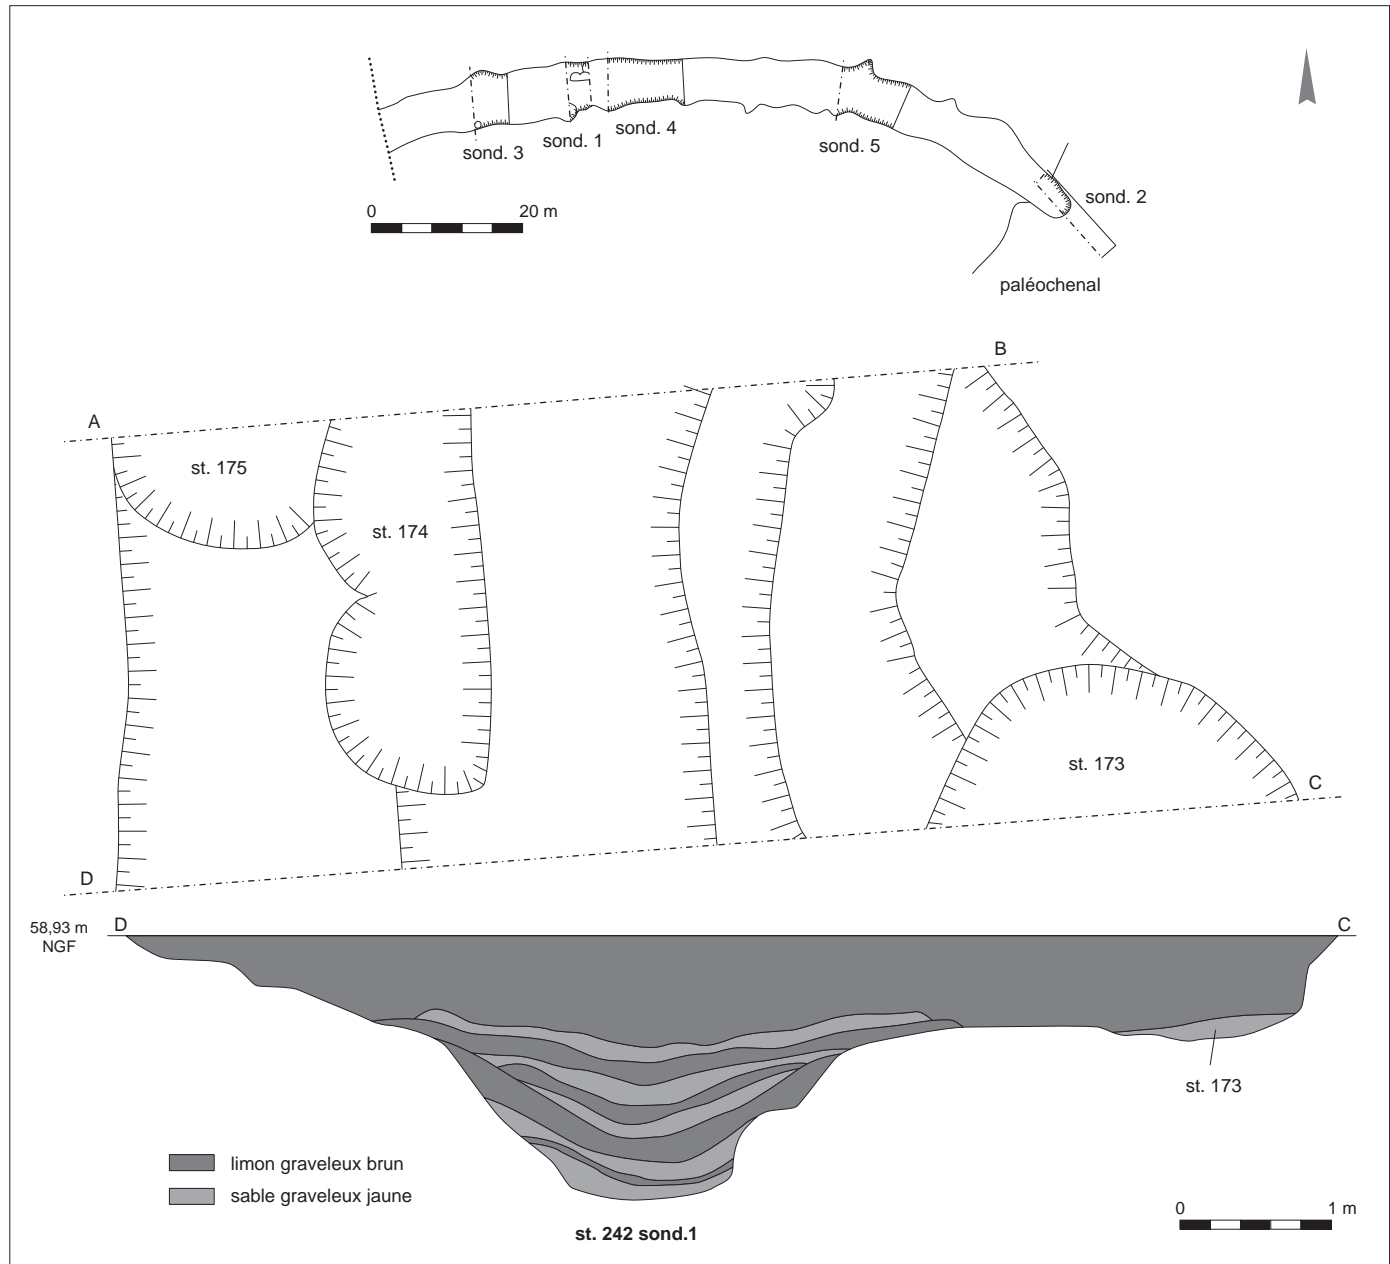 sond. 3
sond. 1
sond. 4
sond. 5
sond. 2
0 20 m
paléochenal
B
A
st. 175
st. 174
st. 173
C
D
58,93 m
NGF
D
C
st. 173
limon graveleux brun
sable graveleux jaune
0 1 m
st. 242 sond.1